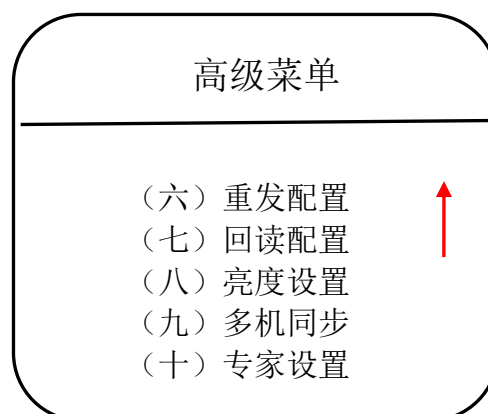 高级菜单
（六）重发配置
（七）回读配置
（八）亮度设置
（九）多机同步
（十）专家设置